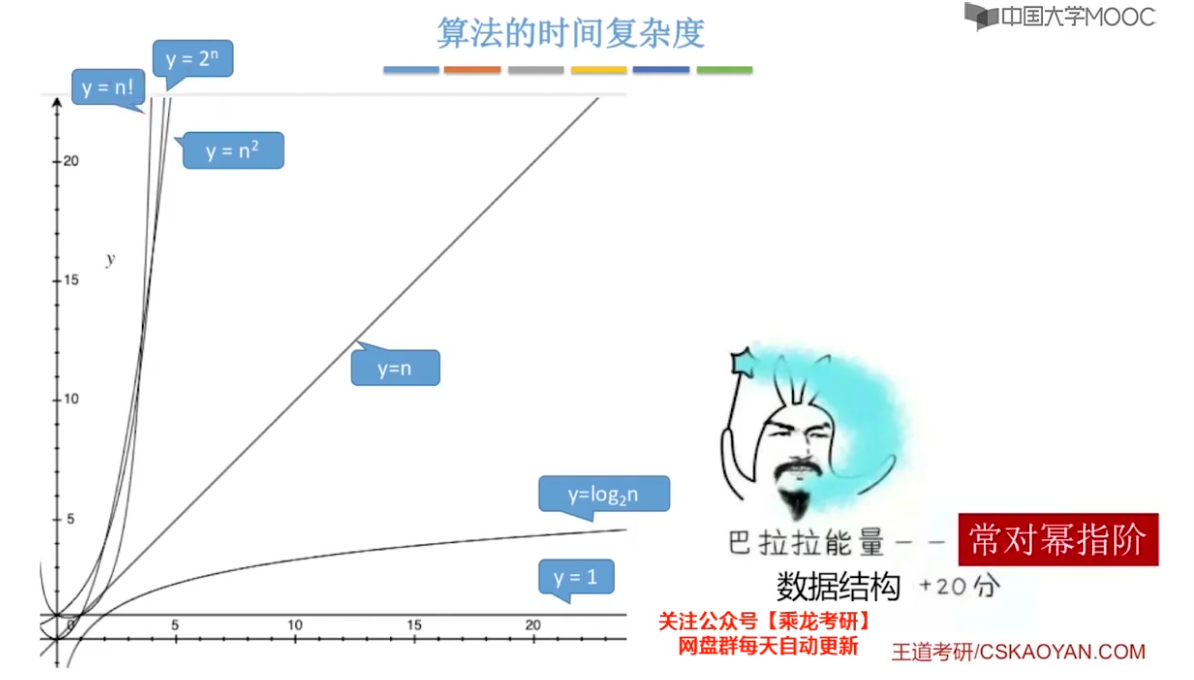 算法的时间复杂度
中国大学MOOC
y = 2ⁿ
y = n!
y = n²
20
y
15
y=n
10
y=log₂n
5
y = 1
0
5
10
15
20
巴拉拉能量－－
常对幂指阶
数据结构 +20分
关注公众号【乘龙考研】
网盘群每天自动更新
王道考研/CSKAOYAN.COM